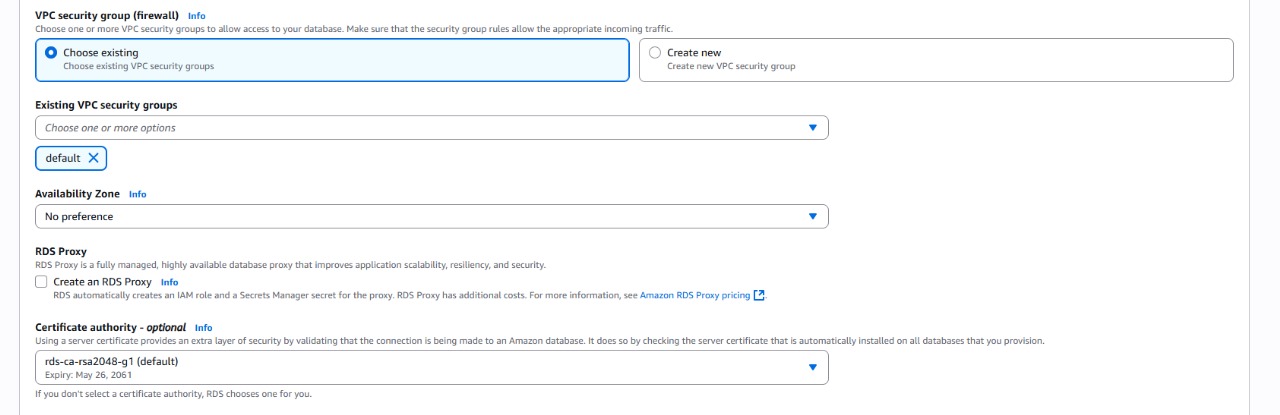 VPC security group (firewall) Info
Choose one or more VPC security groups to allow access to your database. Make sure that the security group rules allow the appropriate incoming traffic.
Choose existing
Choose existing VPC security groups
Create new
Create new VPC security group
Existing VPC security groups
Choose one or more options
default
Availability Zone Info
No preference
RDS Proxy
RDS Proxy is a fully managed, highly available database proxy that improves application scalability, resiliency, and security.
Create an RDS Proxy Info
RDS automatically creates an IAM role and a Secrets Manager secret for the proxy. RDS Proxy has additional costs. For more information, see Amazon RDS Proxy pricing.
Certificate authority - optional Info
Using a server certificate provides an extra layer of security by validating that the connection is being made to an Amazon database. It does so by checking the server certificate that is automatically installed on all databases that you provision.
rds-ca-rsa2048-g1 (default)
Expiry: May 26, 2061
If you don't select a certificate authority, RDS chooses one for you.